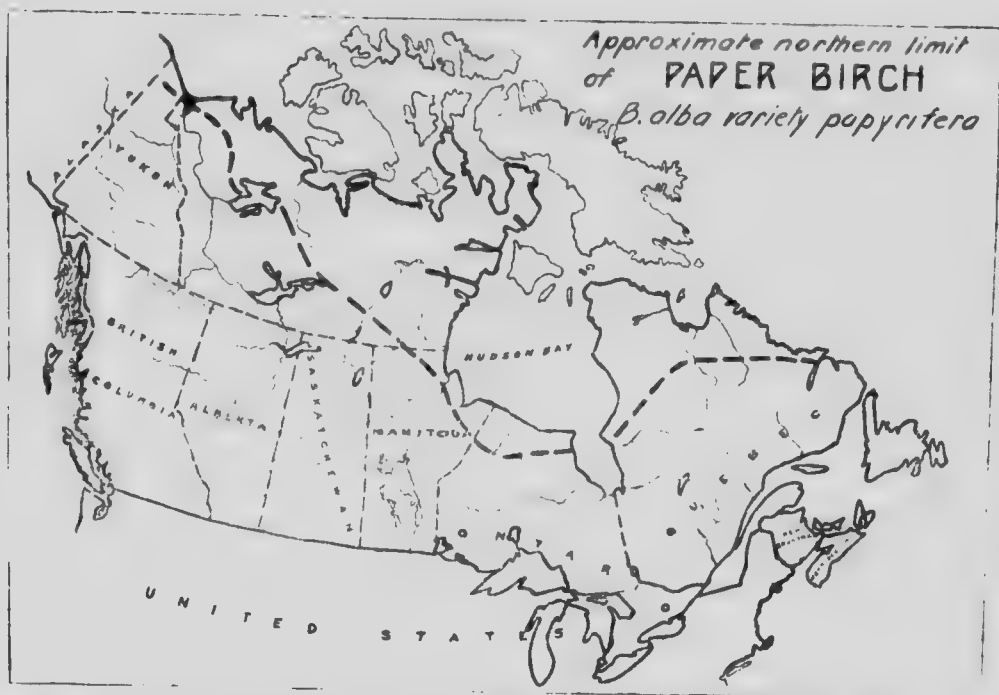 Approximate northern limit
of PAPER BIRCH
B. alba variety papyrifera
YUKON
BRITISH
COLUMBIA
ALBERTA
SASKATCHEWAN
MANITOBA
HUDSON BAY
ONTARIO
QUEBEC
UNITED STATES